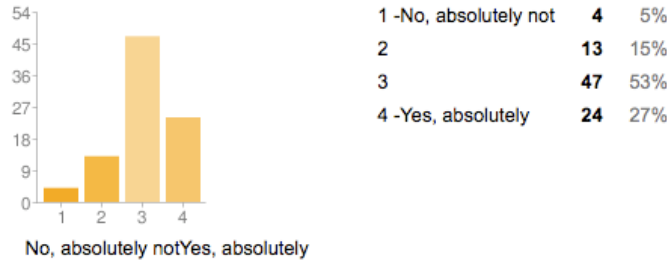 54
45
36
27
18
9
0
1 2 3 4
No, absolutely notYes, absolutely
1 -No, absolutely not 4 5%
2 13 15%
3 47 53%
4 -Yes, absolutely 24 27%